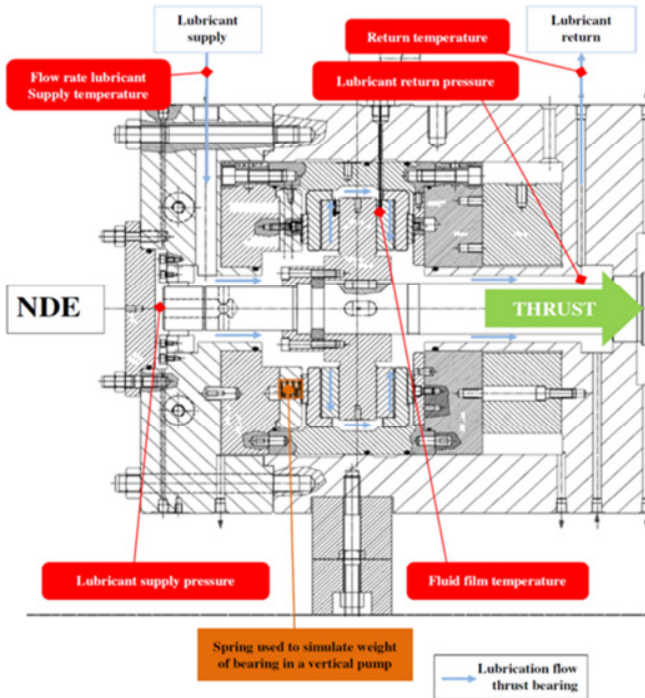 Lubricant
supply
Return temperature
Lubricant
return
Flow rate lubricant
Supply temperature
Lubricant return pressure
NDE
THRUST
Lubricant supply pressure
Fluid film temperature
Spring used to simulate weight
of bearing in a vertical pump
Lubrication flow
thrust bearing